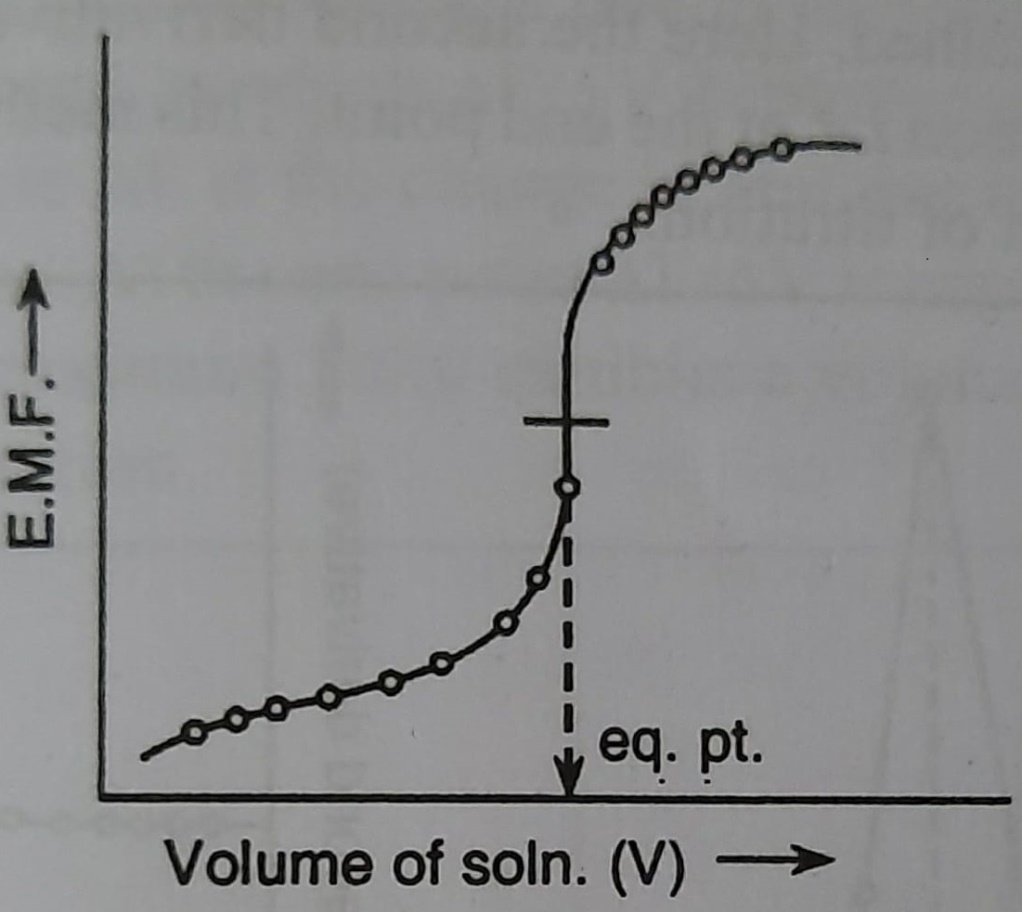 E.M.F.→
eq. pt.
Volume of soln. (V) →